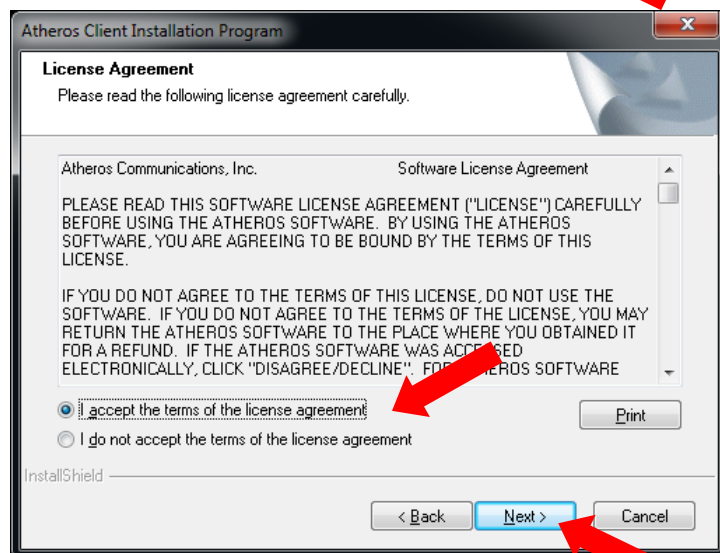 Atheros Client Installation Program
License Agreement
Please read the following license agreement carefully.
Atheros Communications, Inc. Software License Agreement
PLEASE READ THIS SOFTWARE LICENSE AGREEMENT ("LICENSE") CAREFULLY
BEFORE USING THE ATHEROS SOFTWARE. BY USING THE ATHEROS
SOFTWARE, YOU ARE AGREEING TO BE BOUND BY THE TERMS OF THIS
LICENSE.
IF YOU DO NOT AGREE TO THE TERMS OF THIS LICENSE, DO NOT USE THE
SOFTWARE. IF YOU DO NOT AGREE TO THE TERMS OF THE LICENSE, YOU MAY
RETURN THE ATHEROS SOFTWARE TO THE PLACE WHERE YOU OBTAINED IT
FOR A REFUND. IF THE ATHEROS SOFTWARE WAS ACCESSED
ELECTRONICALLY, CLICK "DISAGREE/DECLINE". FOR ATHEROS SOFTWARE
I accept the terms of the license agreement
Print
I do not accept the terms of the license agreement
InstallShield
< Back Next > Cancel